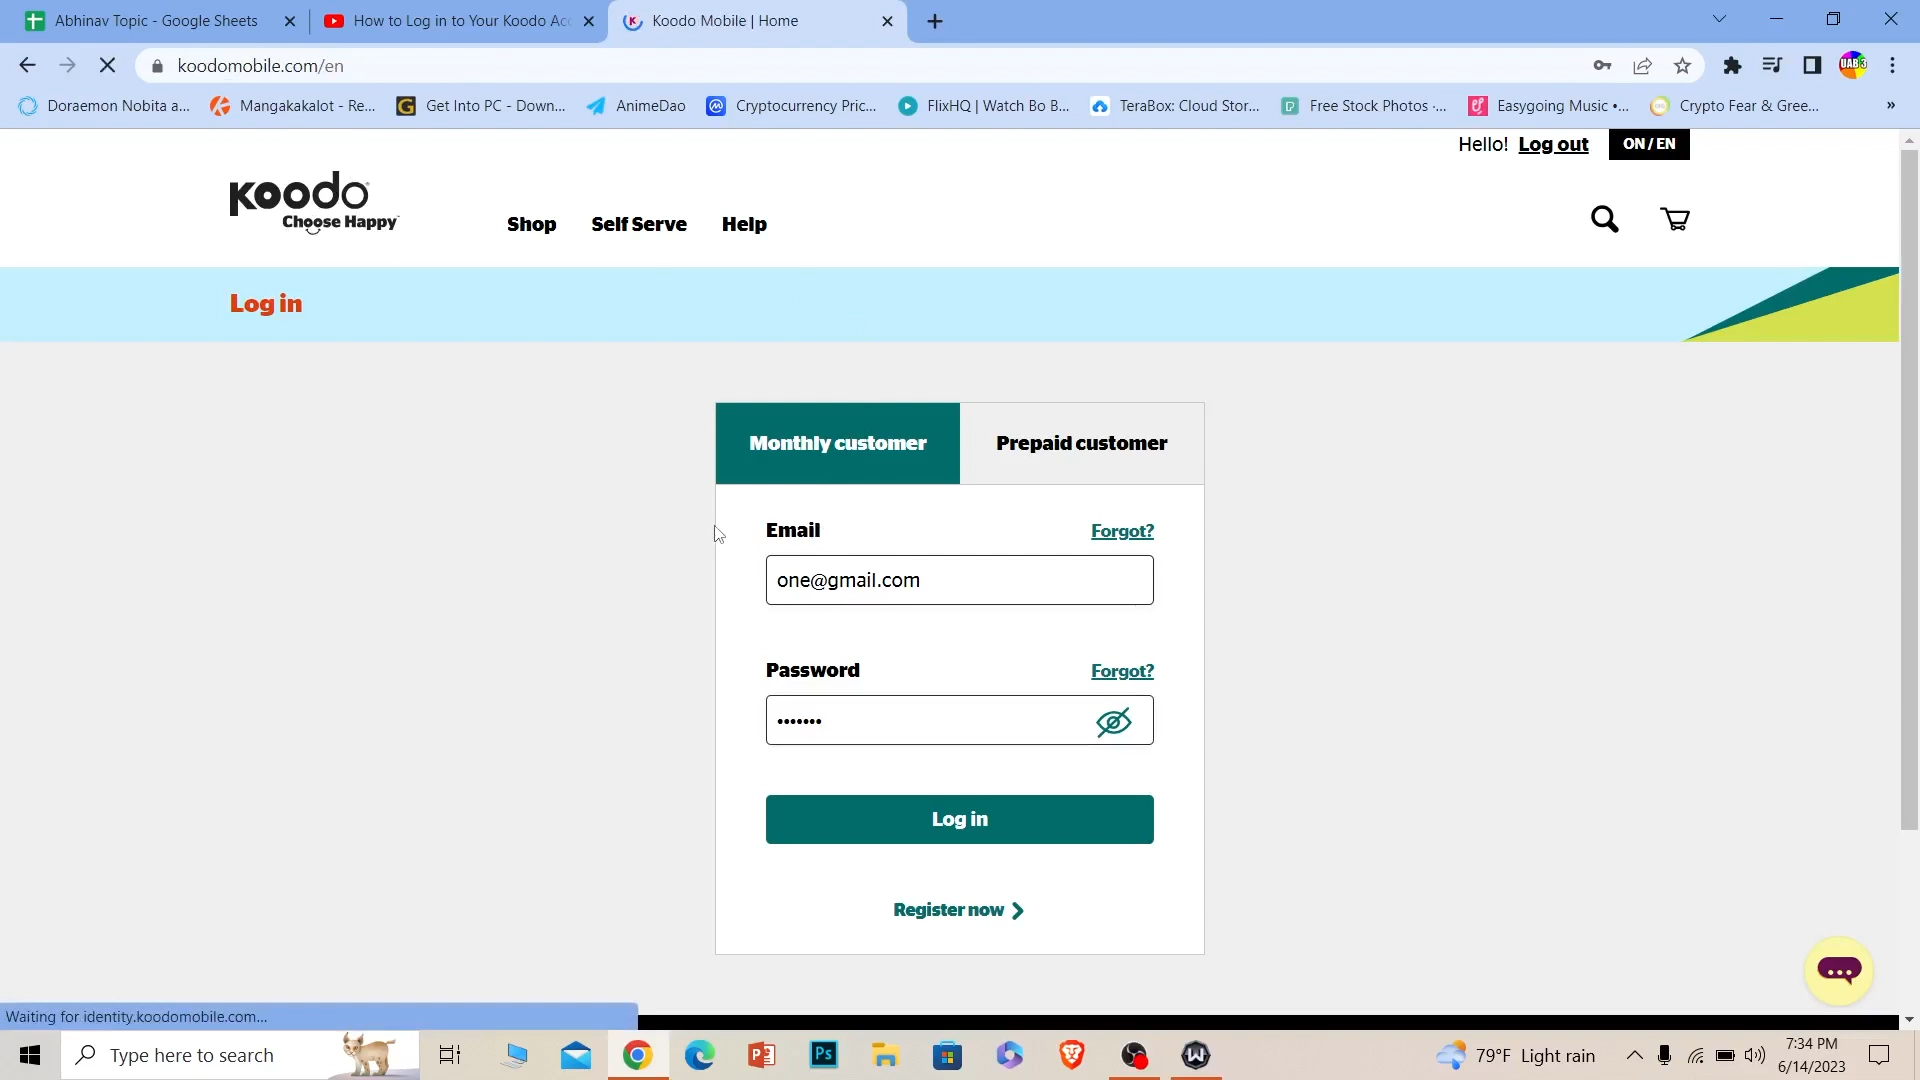 Abhinav Topic - Google Sheets
How to Log in to Your Koodo Acc
Koodo Mobile | Home
koodomobile.com/en
UAB 3
Doraemon Nobita a...
Mangakakalot - Re...
Get Into PC - Down...
AnimeDao
Cryptocurrency Pric...
FlixHQ | Watch Bo B...
TeraBox: Cloud Stor...
Free Stock Photos ·...
Easygoing Music •...
Crypto Fear & Gree...
»
Hello! Log out ON / EN
Koodo
Choose Happy
Shop Self Serve Help
Log in
Monthly customer Prepaid customer
Email Forgot?
one@gmail.com
Password Forgot?
•••••••
Log in
Register now
Waiting for identity.koodomobile.com...
Type here to search
Ps
79°F Light rain
7:34 PM
6/14/2023